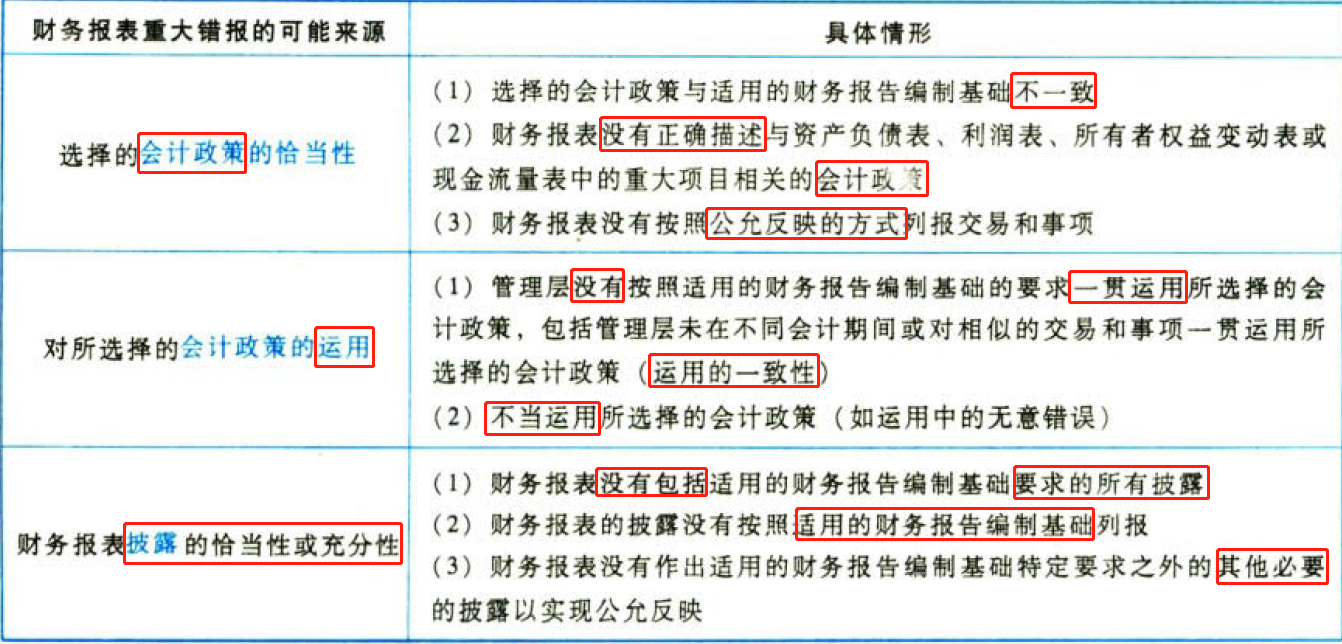 财务报表重大错报的可能来源
具体情形
选择的会计政策的恰当性
(1) 选择的会计政策与适用的财务报告编制基础不一致
(2) 财务报表没有正确描述与资产负债表、利润表、所有者权益变动表或
现金流量表中的重大项目相关的会计政策
(3) 财务报表没有按照公允反映的方式列报交易和事项
对所选择的会计政策的运用
(1) 管理层没有按照适用的财务报告编制基础的要求一贯运用所选择的会
计政策，包括管理层未在不同会计期间或对相似的交易和事项一贯运用所
选择的会计政策（运用的一致性）
(2) 不当运用所选择的会计政策（如运用中的无意错误）
财务报表披露的恰当性或充分性
(1) 财务报表没有包括适用的财务报告编制基础要求的所有披露
(2) 财务报表的披露没有按照适用的财务报告编制基础列报
(3) 财务报表没有作出适用的财务报告编制基础特定要求之外的其他必要
的披露以实现公允反映